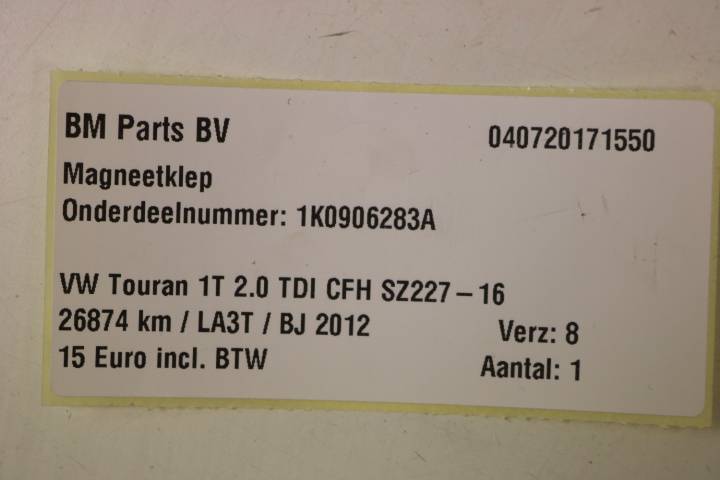 BM Parts BV 040720171550
Magneetklep
Onderdeelnummer: 1K0906283A
VW Touran 1T 2.0 TDI CFH SZ227-16
26874 km / LA3T / BJ 2012 Verz: 8
15 Euro incl. BTW Aantal: 1